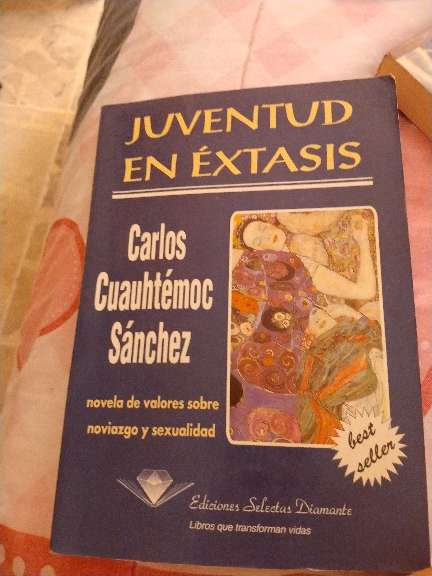 JUVENTUD
EN ÉXTASIS
Carlos
Cuauhtémoc
Sánchez
novela de valores sobre
noviazgo y sexualidad
best
seller
Ediciones Selectas Diamante
Libros que transforman vidas